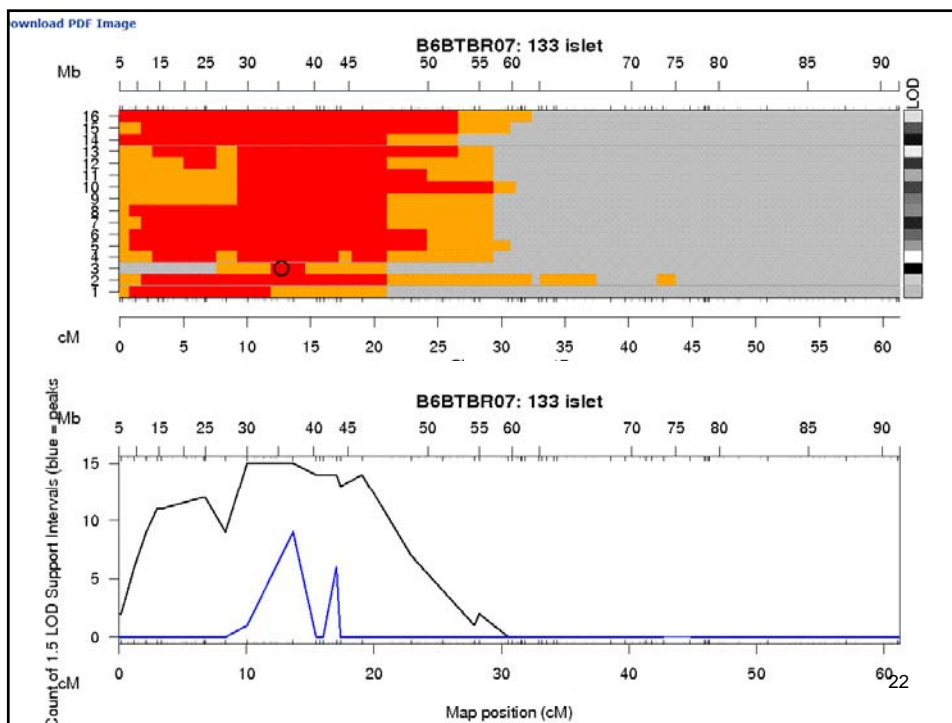 ownload PDF Image
B6BTBR07: 133 islet
Mb 5 15 25 30 35 45 50 55 60 70 75 80 85 90
LOD
16
15
14
13
12
11
10
9
8
7
6
5
4
3
2
1
cM 0 5 10 15 20 25 30 35 40 45 50 55 60
B6BTBR07: 133 islet
Mb 5 15 25 30 35 45 50 55 60 70 75 80 85 90
Count of 1.5 LOD Support Intervals (blue = peaks
15
10
5
0
cM 0 10 20 30 40 50 60
22
Map position (cM)